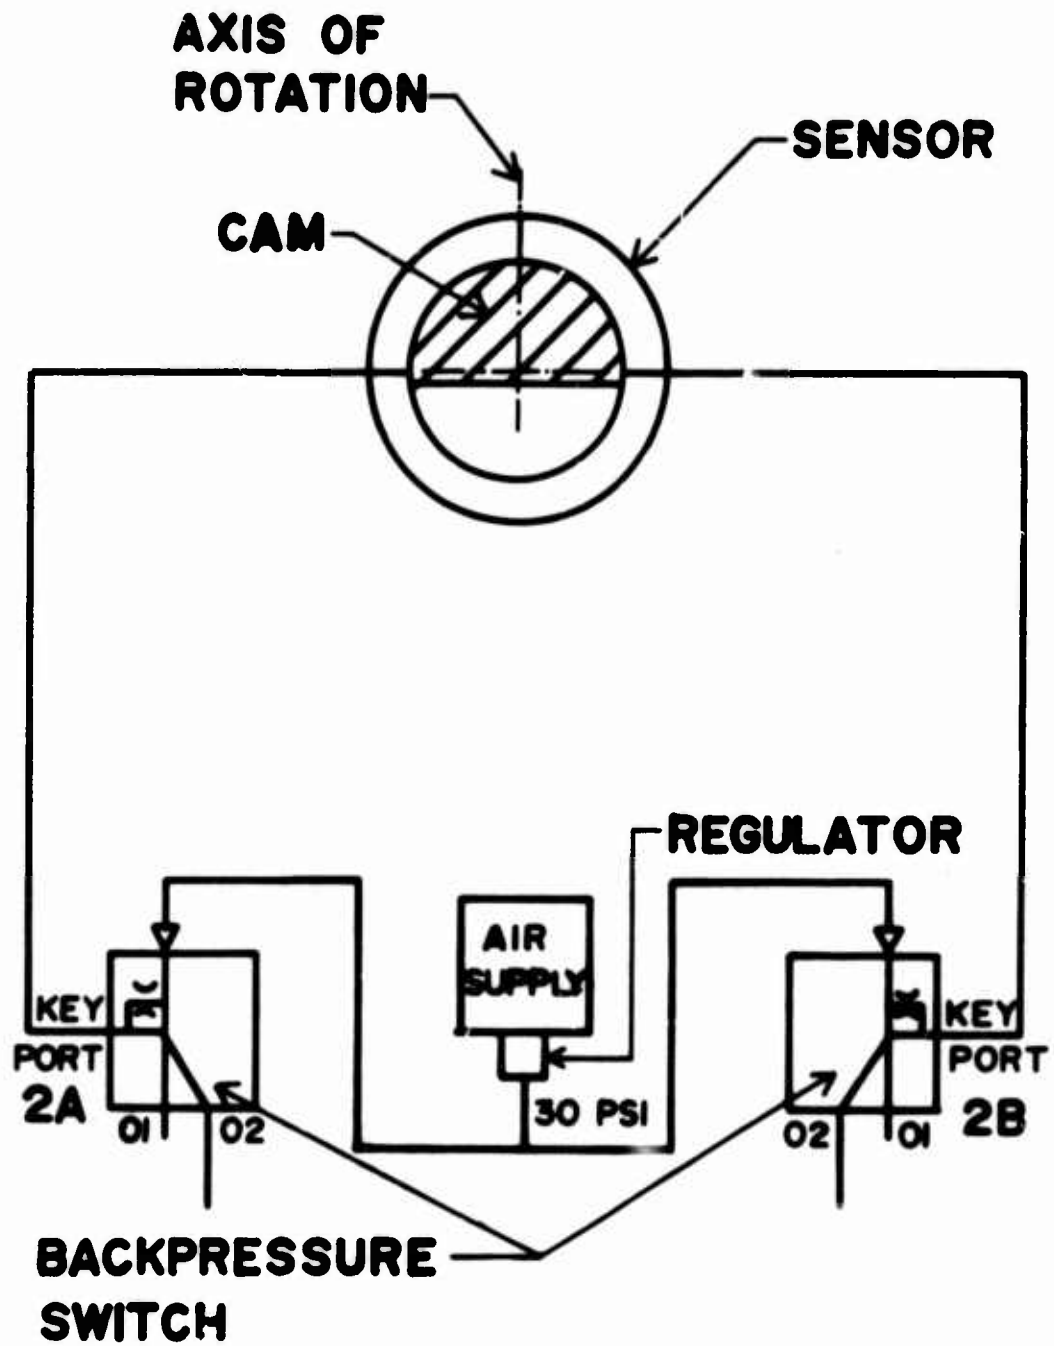 AXIS OF
ROTATION
SENSOR
CAM
REGULATOR
AIR
SUPPLY
KEY
PORT
2A
KEY
PORT
2B
30 PSI
01
02
02
01
BACKPRESSURE
SWITCH